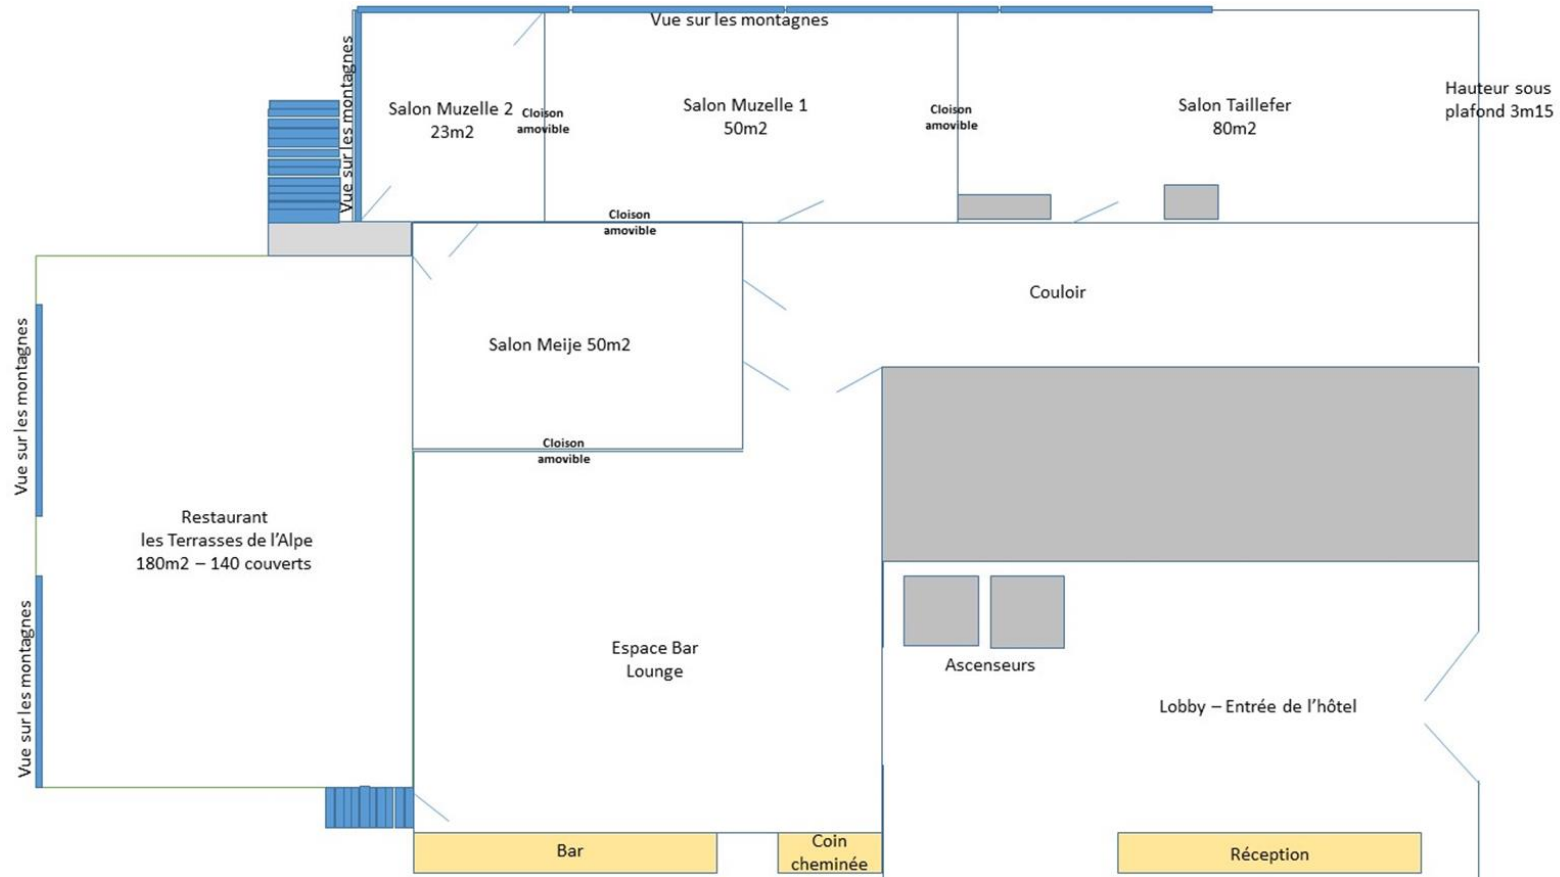 Vue sur les montagnes
Vue sur les montagnes
Salon Muzelle 2
23m2
Cloison
amovible
Salon Muzelle 1
50m2
Cloison
amovible
Salon Taillefer
80m2
Hauteur sous
plafond 3m15
Cloison
amovible
Couloir
Salon Meije 50m2
Cloison
amovible
Vue sur les montagnes
Restaurant
les Terrasses de l’Alpe
180m2 – 140 couverts
Vue sur les montagnes
Espace Bar
Lounge
Ascenseurs
Lobby – Entrée de l’hôtel
Bar
Coin
cheminée
Réception